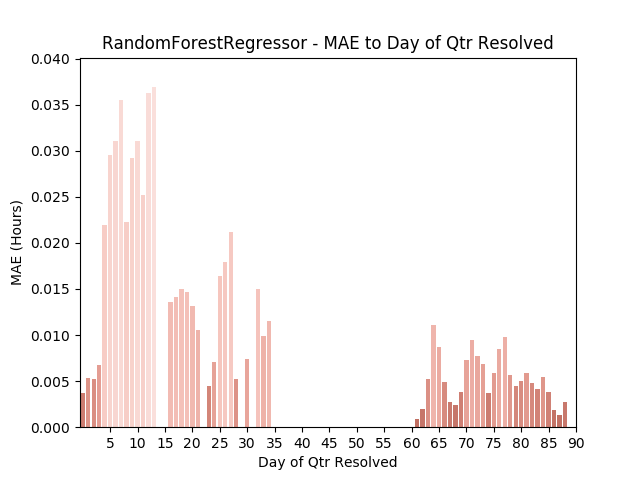 RandomForestRegressor - MAE to Day of Qtr Resolved
0.040
0.035
0.030
0.025
0.020
0.015
0.010
0.005
0.000
MAE (Hours)
5 10 15 20 25 30 35 40 45 50 55 60 65 70 75 80 85 90
Day of Qtr Resolved